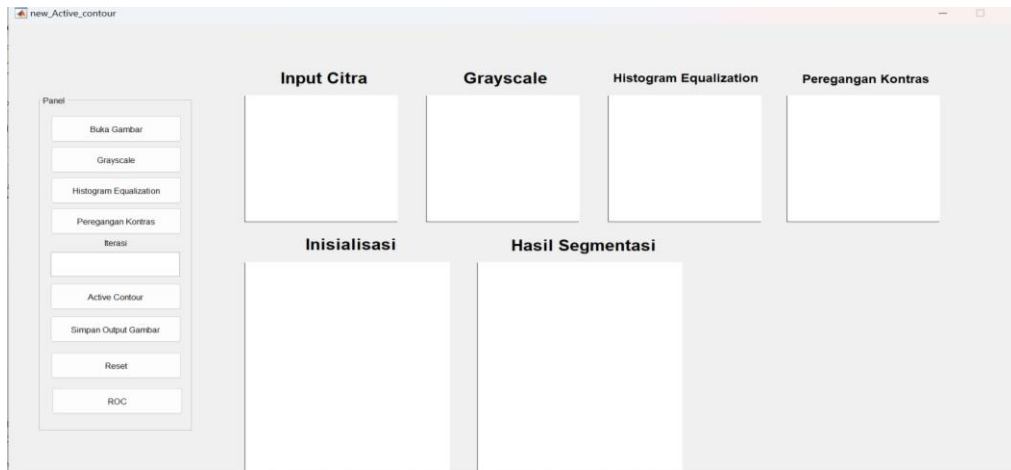 new_Active_contour
Input Citra
Grayscale
Histogram Equalization
Peregangan Kontras
Panel
Buka Gambar
Grayscale
Histogram Equalization
Peregangan Kontras
Iterasi
Active Contour
Simpan Output Gambar
Reset
ROC
Inisialisasi
Hasil Segmentasi